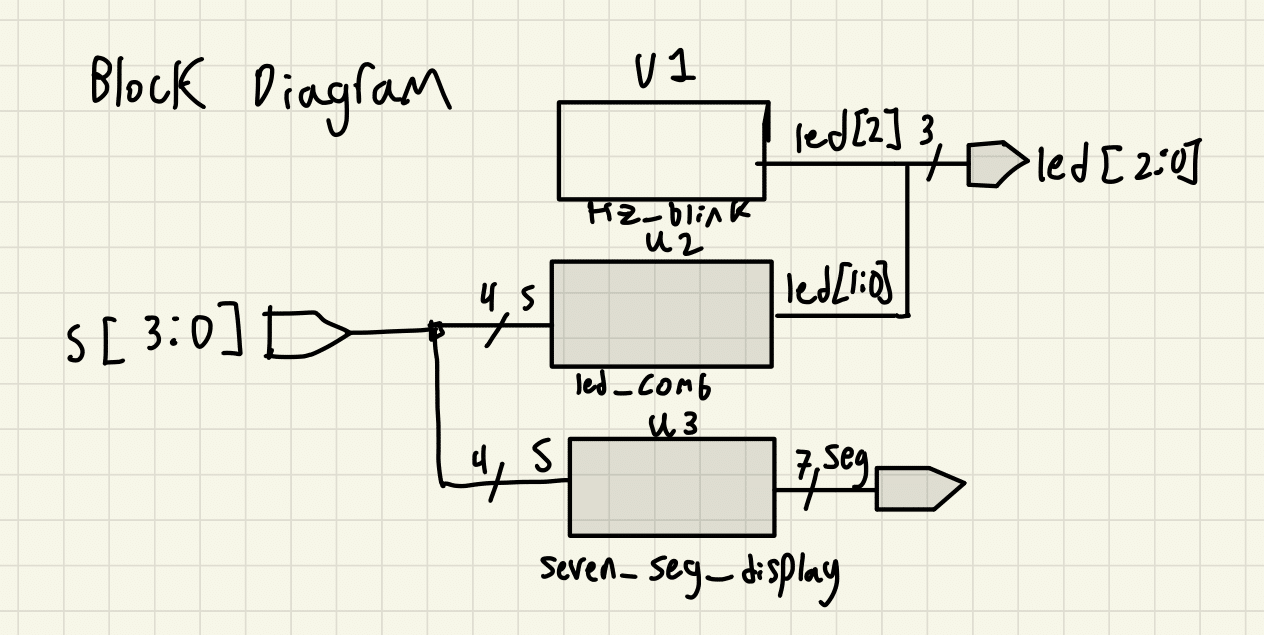 Block Diagram
U1
led[2] 3
led[2:0]
Hz_blink
U2
led[1:0]
4 S
S[3:0]
led_comb
U3
4 S
7 seg
seven_seg_display